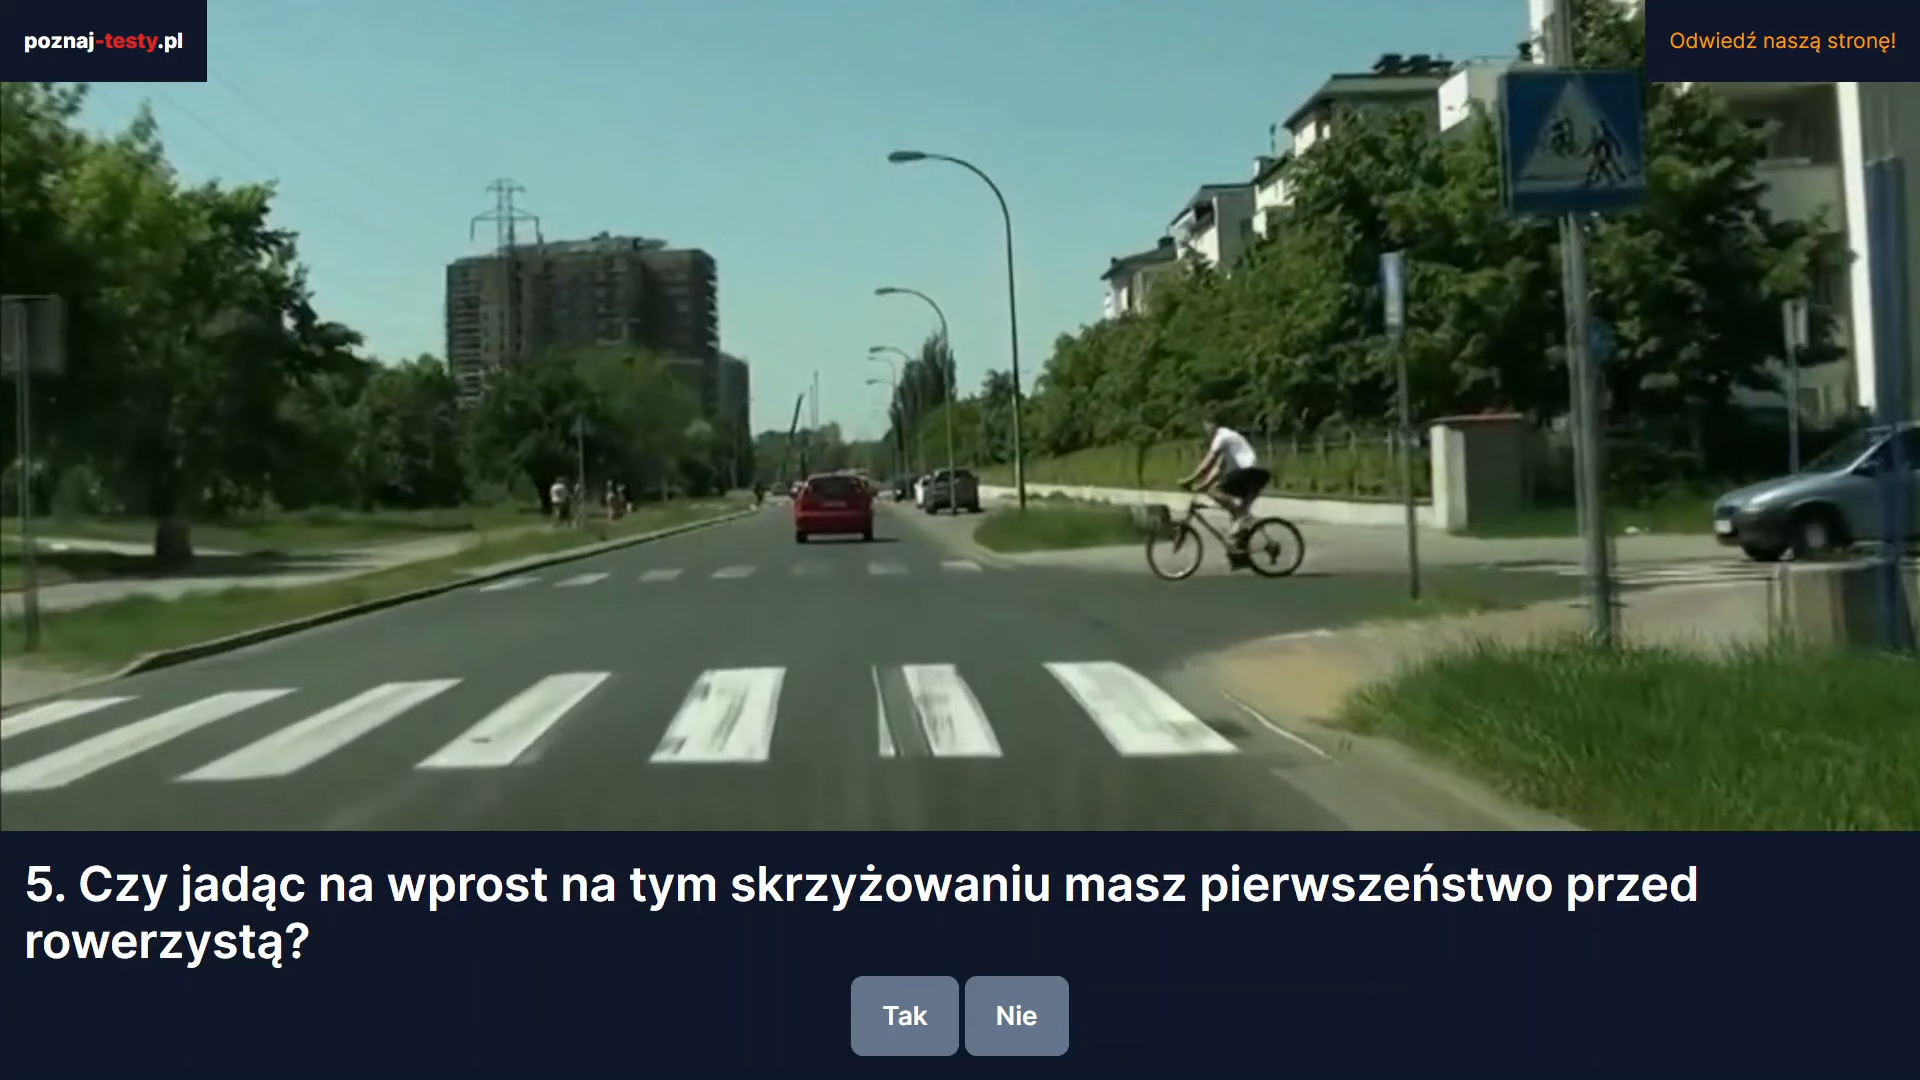 poznaj-testy.pl
Odwiedź naszą stronę!
5. Czy jadąc na wprost na tym skrzyżowaniu masz pierwszeństwo przed
rowerzystą?
Tak
Nie